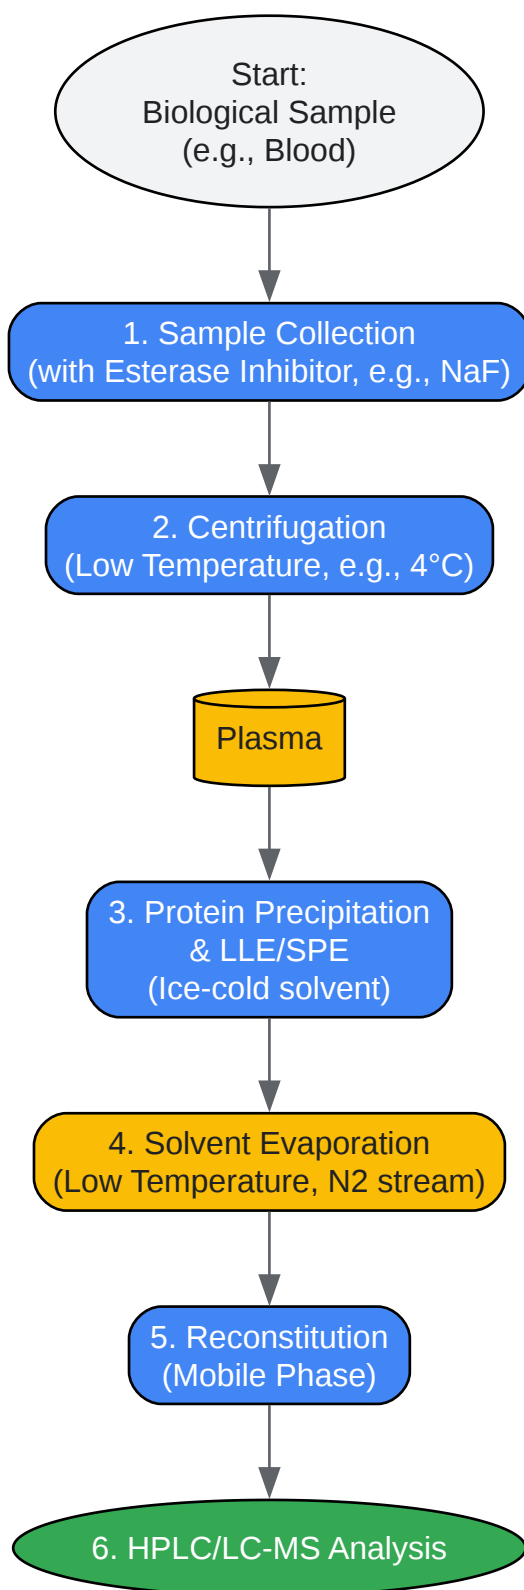 Start:
Biological Sample
(e.g., Blood)
1. Sample Collection
(with Esterase Inhibitor, e.g., NaF)
2. Centrifugation
(Low Temperature, e.g., 4°C)
Plasma
3. Protein Precipitation
& LLE/SPE
(Ice-cold solvent)
4. Solvent Evaporation
(Low Temperature, N2 stream)
5. Reconstitution
(Mobile Phase)
6. HPLC/LC-MS Analysis